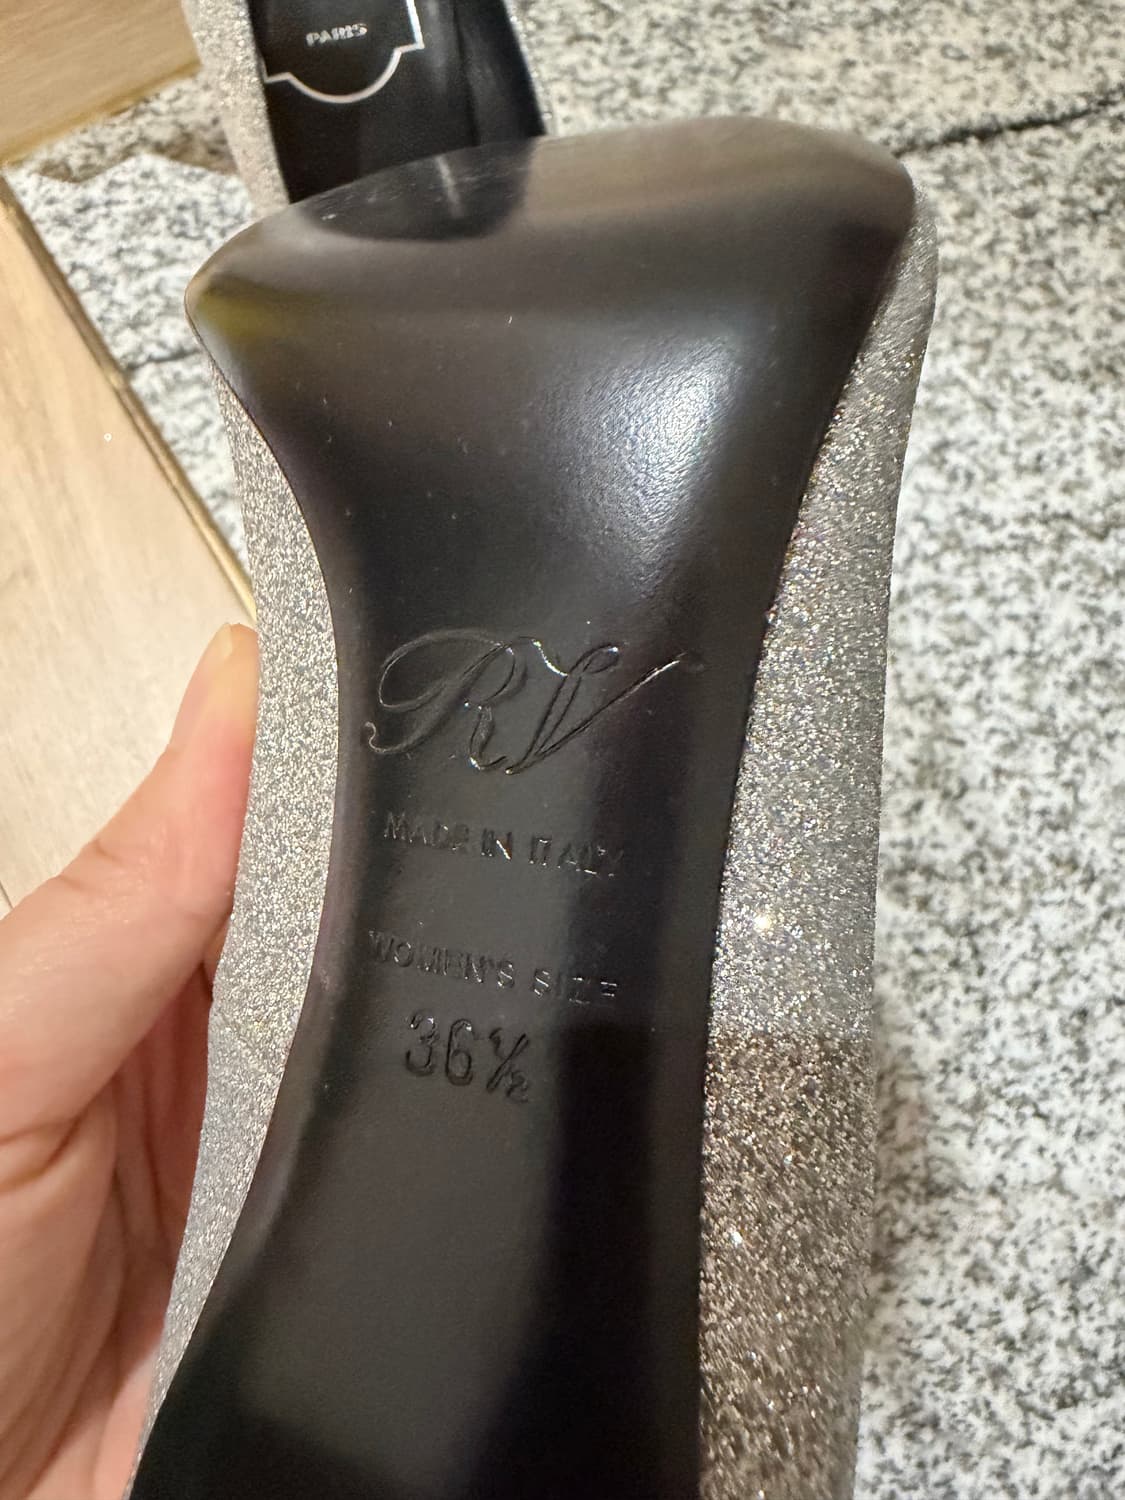 PARIS
RV
MADE IN ITALY
WOMEN'S SIZE
36½